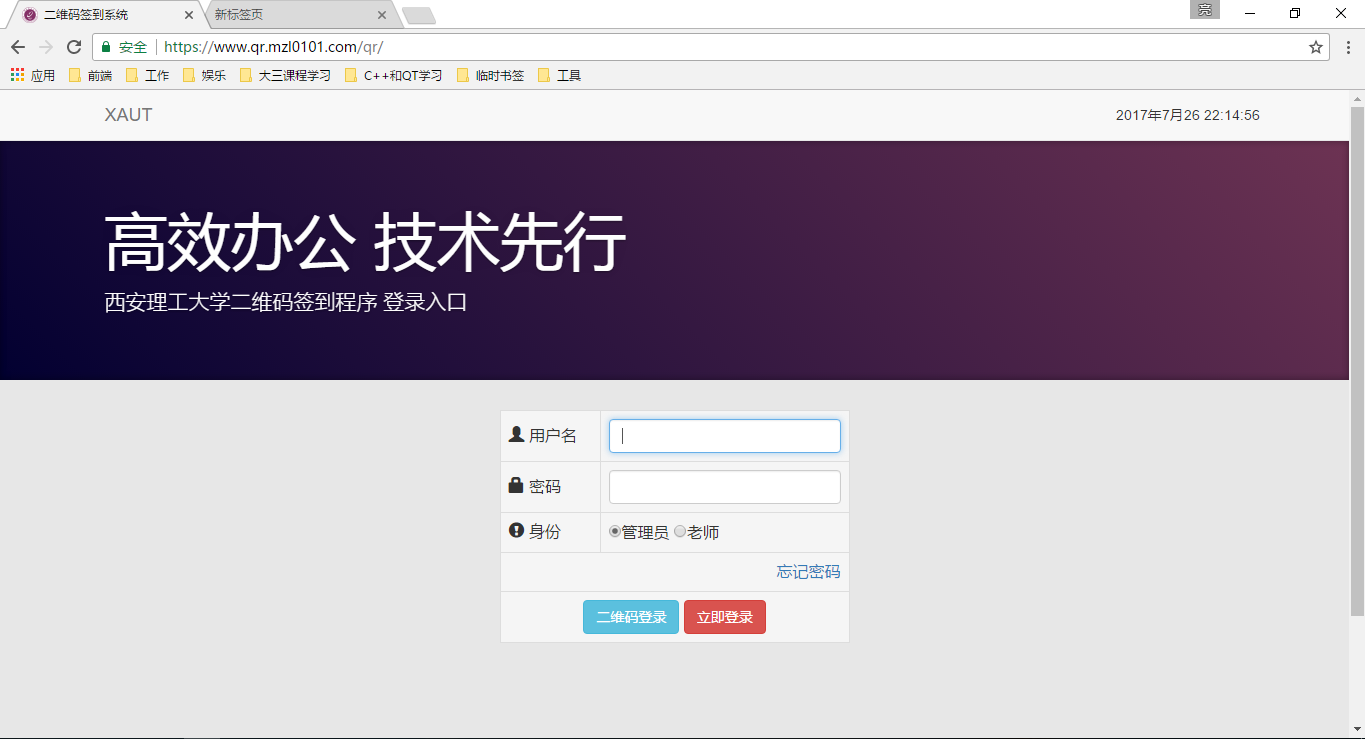 二维码签到系统
新标签页
亮
安全 https://www.qr.mzl0101.com/qr/
应用 前端 工作 娱乐 大三课程学习 C++和QT学习 临时书签 工具
XAUT
2017年7月26 22:14:56
高效办公 技术先行
西安理工大学二维码签到程序 登录入口
用户名
密码
身份 管理员 老师
忘记密码
二维码登录 立即登录